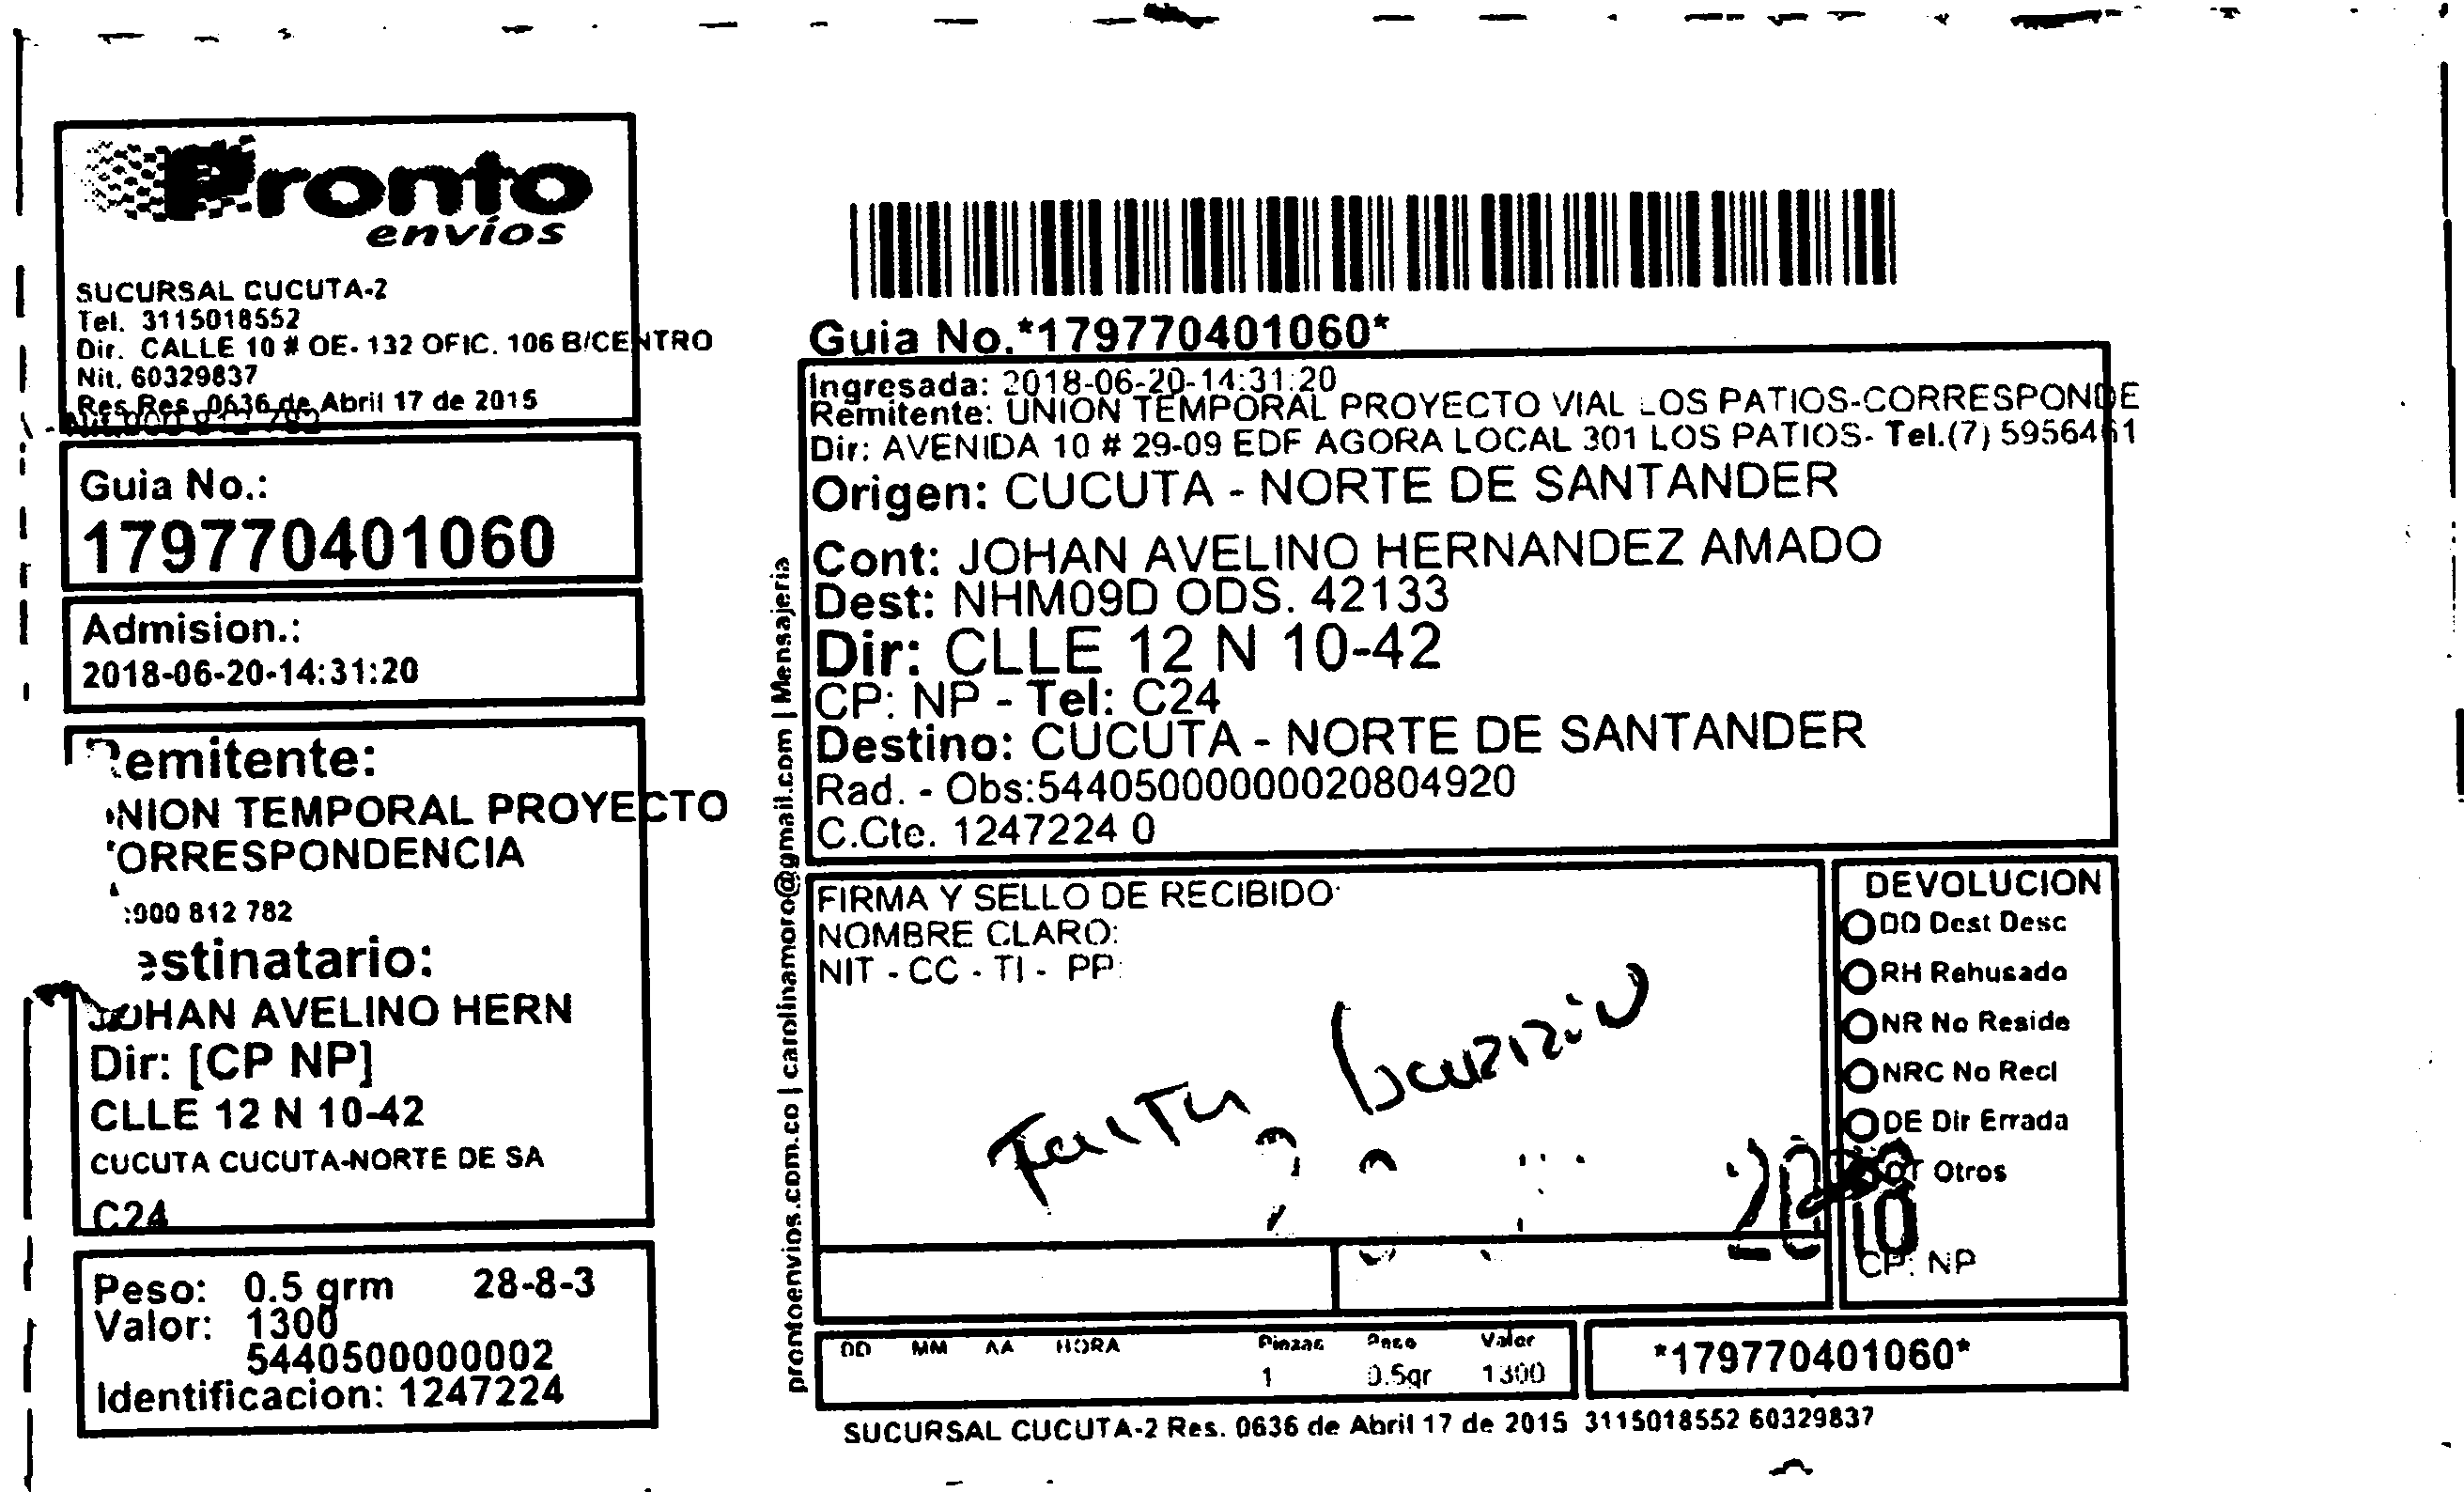 Pronto
envíos
SUCURSAL CUCUTA-2
Tel. 3115018552
Dir. CALLE 10 # OE- 132 OFIC. 106 B/CENTRO
Nit. 60329837
Res Res. 0636 de Abril 17 de 2015
Guia No.:
179770401060
Admision.:
2018-06-20-14:31:20
Remitente:
NION TEMPORAL PROYECTO
ORRESPONDENCIA
:900 812 782
estinatario:
JOHAN AVELINO HERN
Dir: [CP NP]
CLLE 12 N 10-42
CUCUTA CUCUTA-NORTE DE SA
C24
Peso: 0.5 grm 28-8-3
Valor: 1300
5440500000002
Identificacion: 1247224
prontoenvios.com.co | carolinamoro@gmail.com | Mensajeria
Guia No.*179770401060*
Ingresada: 2018-06-20-14:31:20
Remitente: UNION TEMPORAL PROYECTO VIAL LOS PATIOS-CORRESPONDE
Dir: AVENIDA 10 # 29-09 EDF AGORA LOCAL 301 LOS PATIOS- Tel.(7) 5956461
Origen: CUCUTA - NORTE DE SANTANDER
Cont: JOHAN AVELINO HERNANDEZ AMADO
Dest: NHM09D ODS. 42133
Dir: CLLE 12 N 10-42
CP: NP - Tel: C24
Destino: CUCUTA - NORTE DE SANTANDER
Rad. - Obs:54405000000020804920
C.Cte. 1247224 0
FIRMA Y SELLO DE RECIBIDO
NOMBRE CLARO:
NIT - CC - TI - PP:
DEVOLUCION
DD Dest Desc
RH Rehusado
NR No Reside
NRC No Recl
DE Dir Errada
OT Otros
CP: NP
DD MM AA HORA Piezas Peso Valor
1 0.5gr 1300
*179770401060*
SUCURSAL CUCUTA-2 Res. 0636 de Abril 17 de 2015 3115018552 60329837